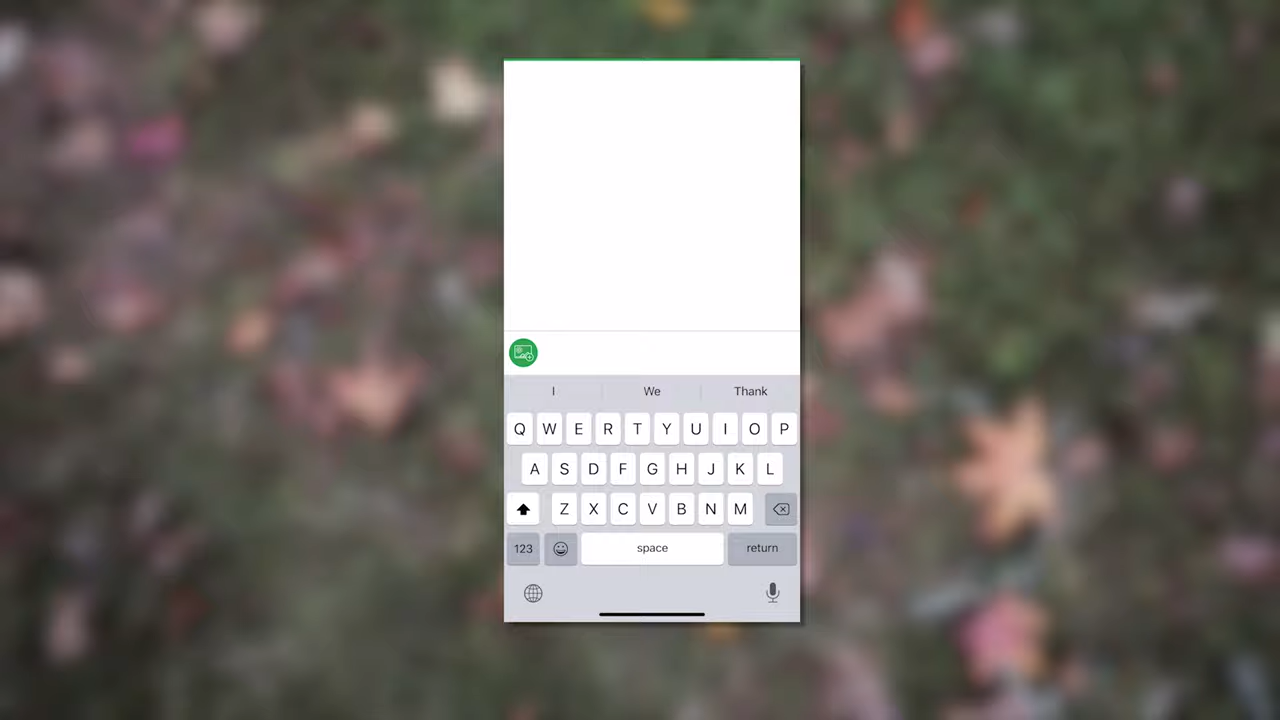 I We Thank
Q W E R T Y U I O P
A S D F G H J K L
Z X C V B N M
123 space return